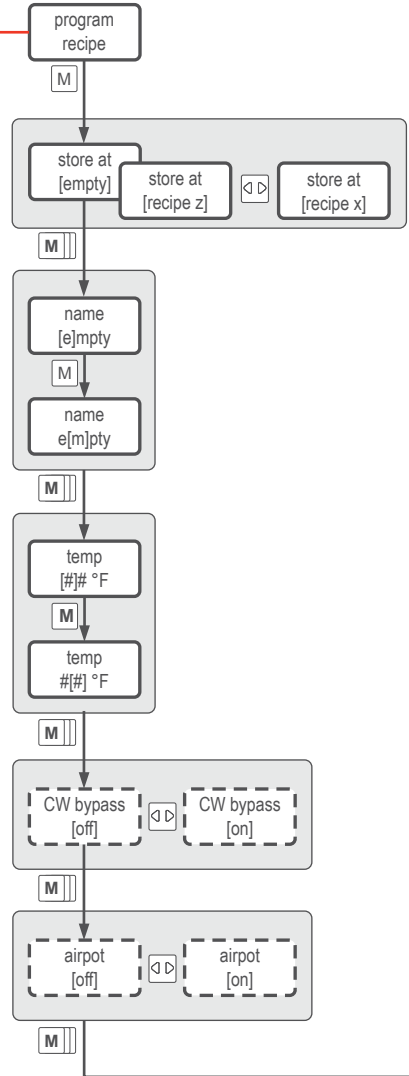 program
recipe
M
store at
[empty]
store at
[recipe z]
store at
[recipe x]
M
name
[e]mpty
M
name
e[m]pty
M
temp
[#]# °F
M
temp
#[#] °F
M
CW bypass
[off]
CW bypass
[on]
M
airpot
[off]
airpot
[on]
M